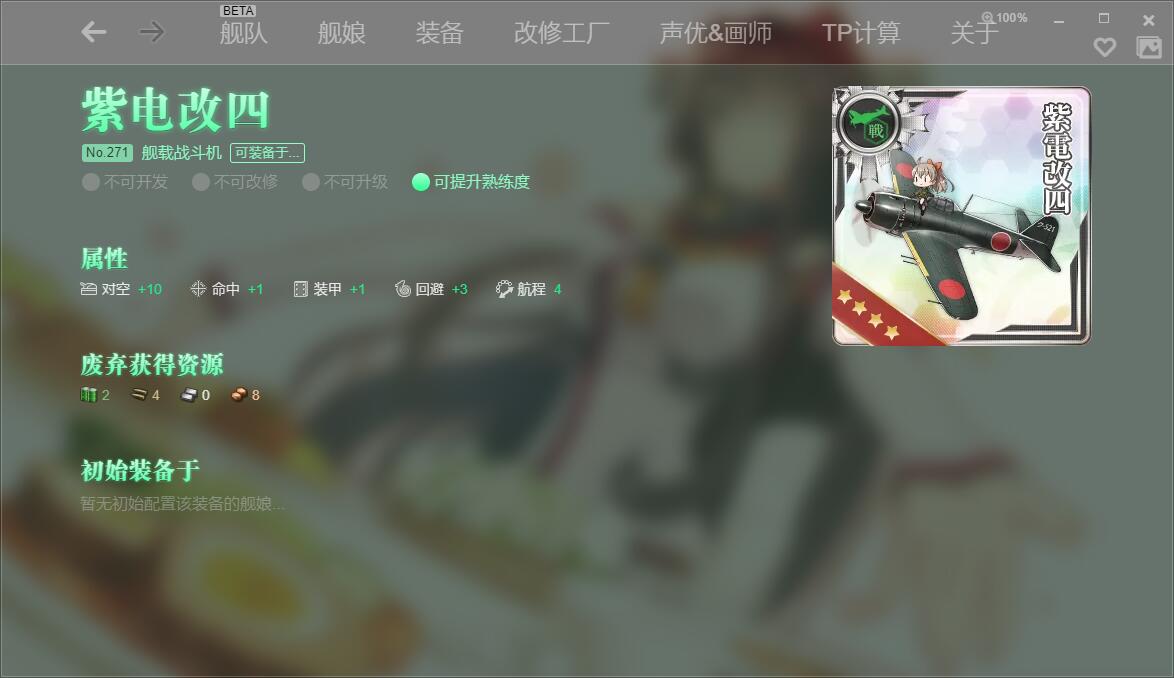 BETA
舰队 舰娘 装备 改修工厂 声优&画师 TP计算 关于
100%
紫电改四
No.271 舰载战斗机 可装备于...
不可开发 不可改修 不可升级 可提升熟练度
属性
对空 +10 命中 +1 装甲 +1 回避 +3 航程 4
废弃获得资源
2 4 0 8
初始装备于
暂无初始配置该装备的舰娘...
戦
紫電改四